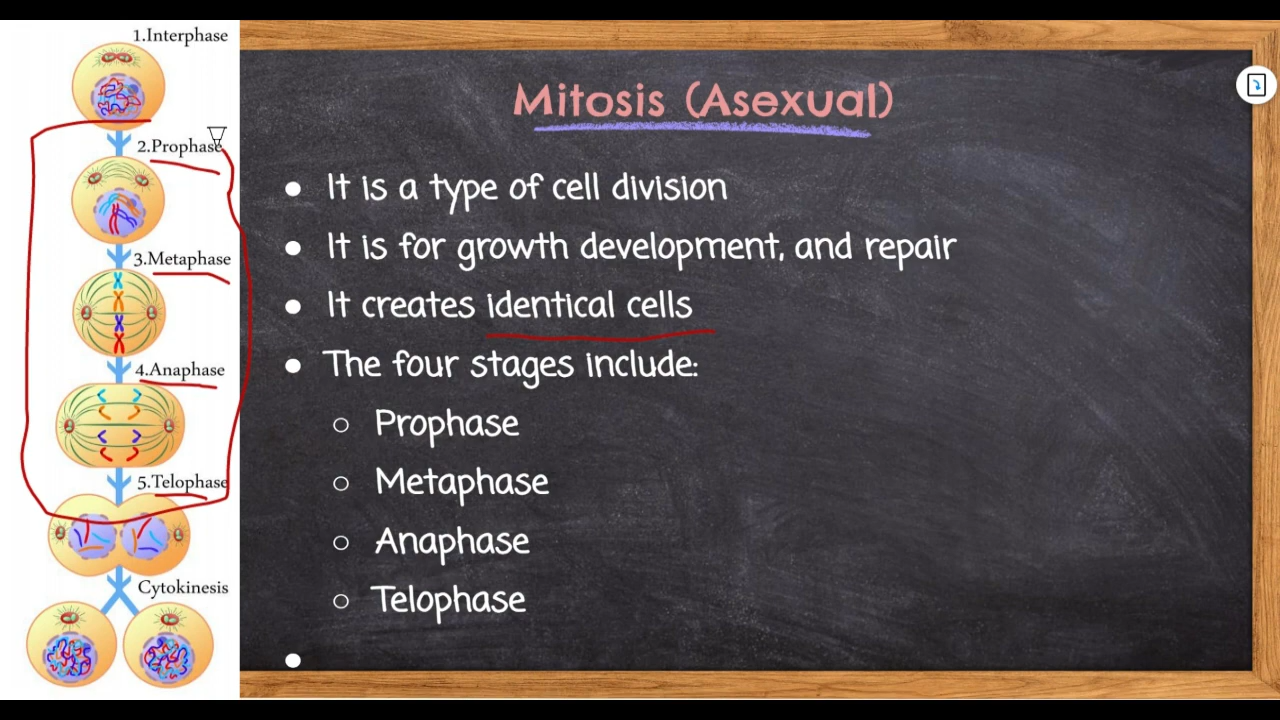 1.Interphase
2.Prophase
3.Metaphase
4.Anaphase
5.Telophase
Cytokinesis
Mitosis (Asexual)
● It is a type of cell division
● It is for growth development, and repair
● It creates identical cells
● The four stages include:
○ Prophase
○ Metaphase
○ Anaphase
○ Telophase
●